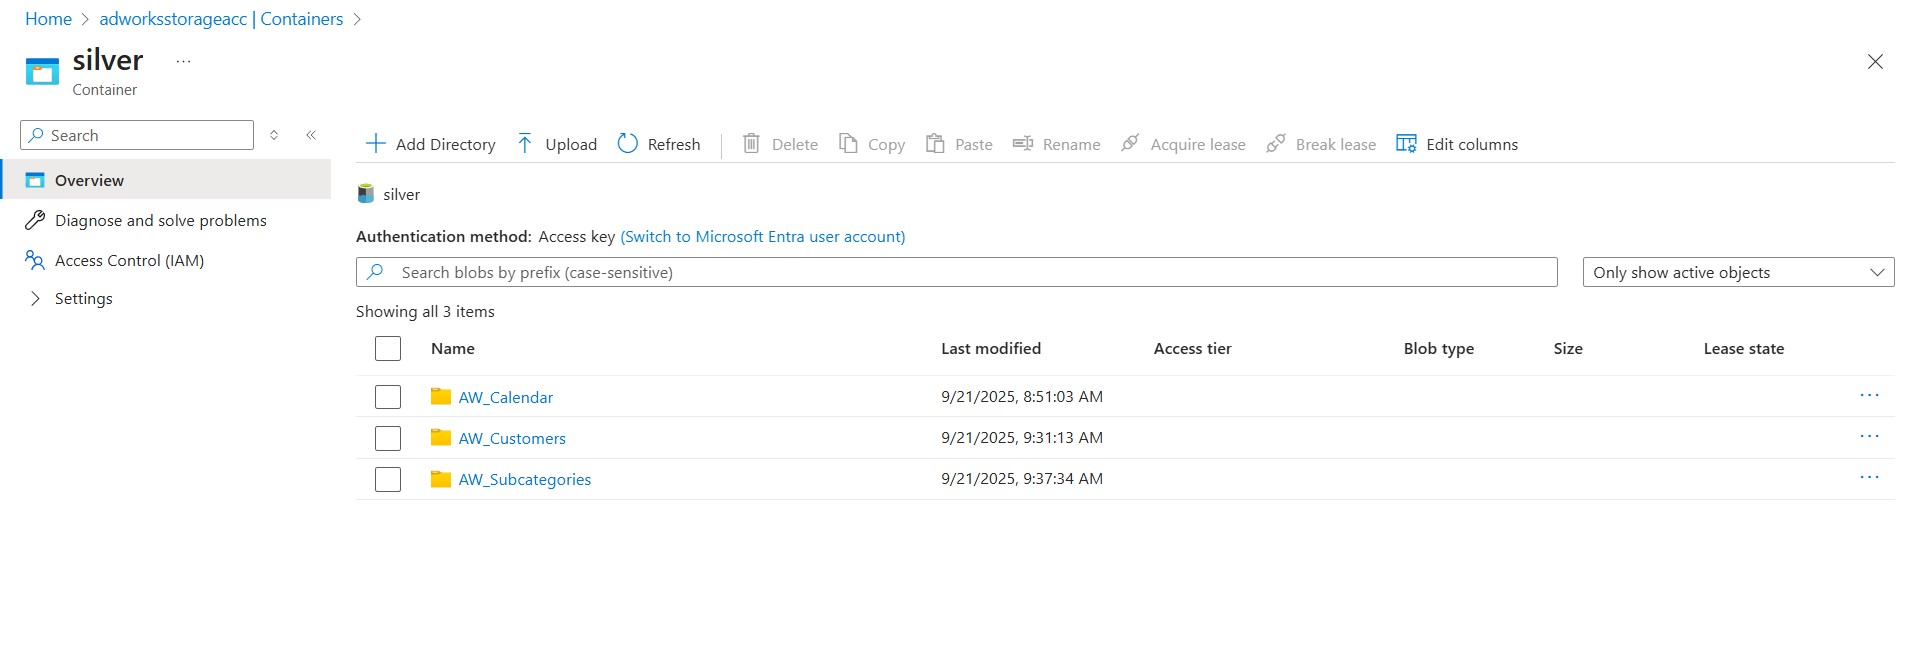 Home > adworksstorageacc | Containers >
silver ...
Container
Search
Overview
Diagnose and solve problems
Access Control (IAM)
Settings
Add Directory Upload Refresh Delete Copy Paste Rename Acquire lease Break lease Edit columns
silver
Authentication method: Access key (Switch to Microsoft Entra user account)
Search blobs by prefix (case-sensitive) Only show active objects
Showing all 3 items
Name Last modified Access tier Blob type Size Lease state
AW_Calendar 9/21/2025, 8:51:03 AM ...
AW_Customers 9/21/2025, 9:31:13 AM ...
AW_Subcategories 9/21/2025, 9:37:34 AM ...